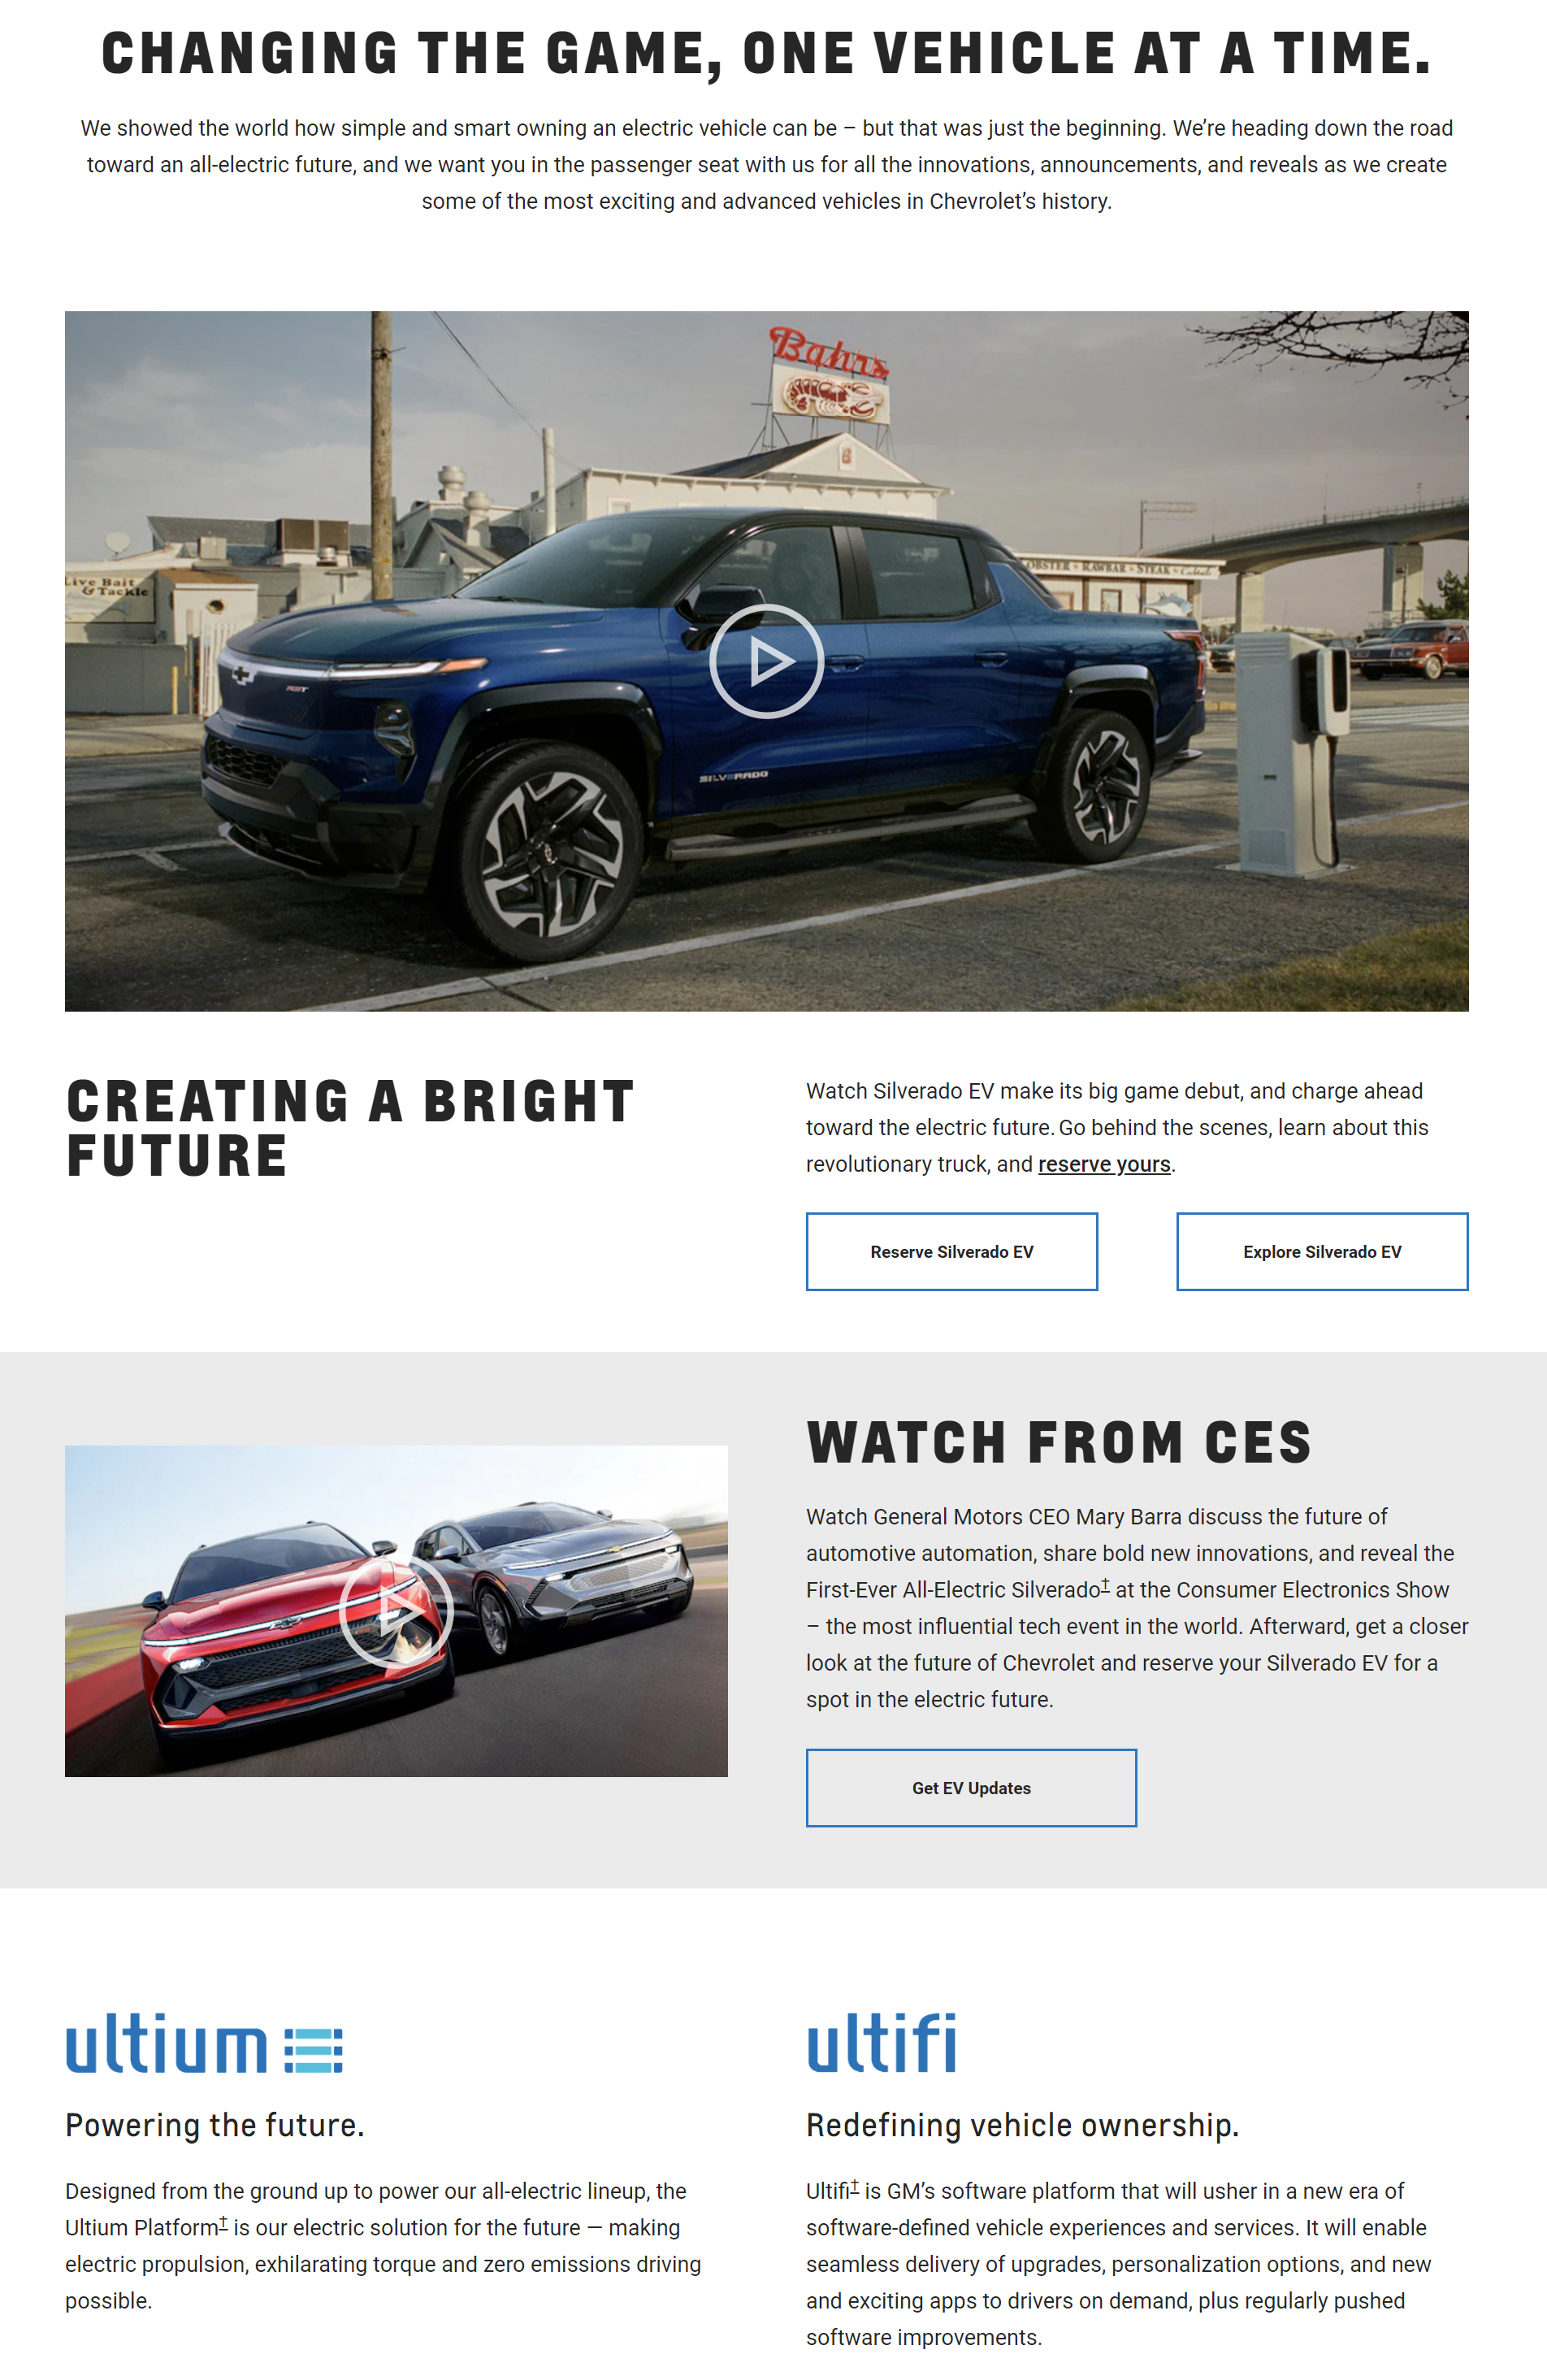 CHANGING THE GAME, ONE VEHICLE AT A TIME.
We showed the world how simple and smart owning an electric vehicle can be – but that was just the beginning. We’re heading down the road
toward an all-electric future, and we want you in the passenger seat with us for all the innovations, announcements, and reveals as we create
some of the most exciting and advanced vehicles in Chevrolet’s history.
Bahrs
B
Live Bait
& Tackle
LOBSTER RAWBAR STEAK Cocktails
RST
SILVERADO
CREATING A BRIGHT
FUTURE
Watch Silverado EV make its big game debut, and charge ahead
toward the electric future. Go behind the scenes, learn about this
revolutionary truck, and reserve yours.
Reserve Silverado EV
Explore Silverado EV
WATCH FROM CES
Watch General Motors CEO Mary Barra discuss the future of
automotive automation, share bold new innovations, and reveal the
First-Ever All-Electric Silverado‡ at the Consumer Electronics Show
– the most influential tech event in the world. Afterward, get a closer
look at the future of Chevrolet and reserve your Silverado EV for a
spot in the electric future.
Get EV Updates
ultium
Powering the future.
Designed from the ground up to power our all-electric lineup, the
Ultium Platform‡ is our electric solution for the future — making
electric propulsion, exhilarating torque and zero emissions driving
possible.
ultifi
Redefining vehicle ownership.
Ultifi‡ is GM’s software platform that will usher in a new era of
software-defined vehicle experiences and services. It will enable
seamless delivery of upgrades, personalization options, and new
and exciting apps to drivers on demand, plus regularly pushed
software improvements.